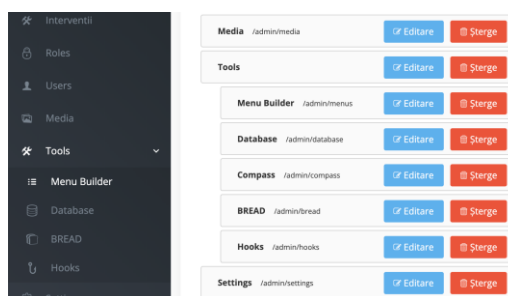 Interventii
Roles
Users
Media
Tools
Menu Builder
Database
BREAD
Hooks
Media /admin/media Editare Șterge
Tools Editare Șterge
Menu Builder /admin/menus Editare Șterge
Database /admin/database Editare Șterge
Compass /admin/compass Editare Șterge
BREAD /admin/bread Editare Șterge
Hooks /admin/hooks Editare Șterge
Settings /admin/settings Editare Șterge